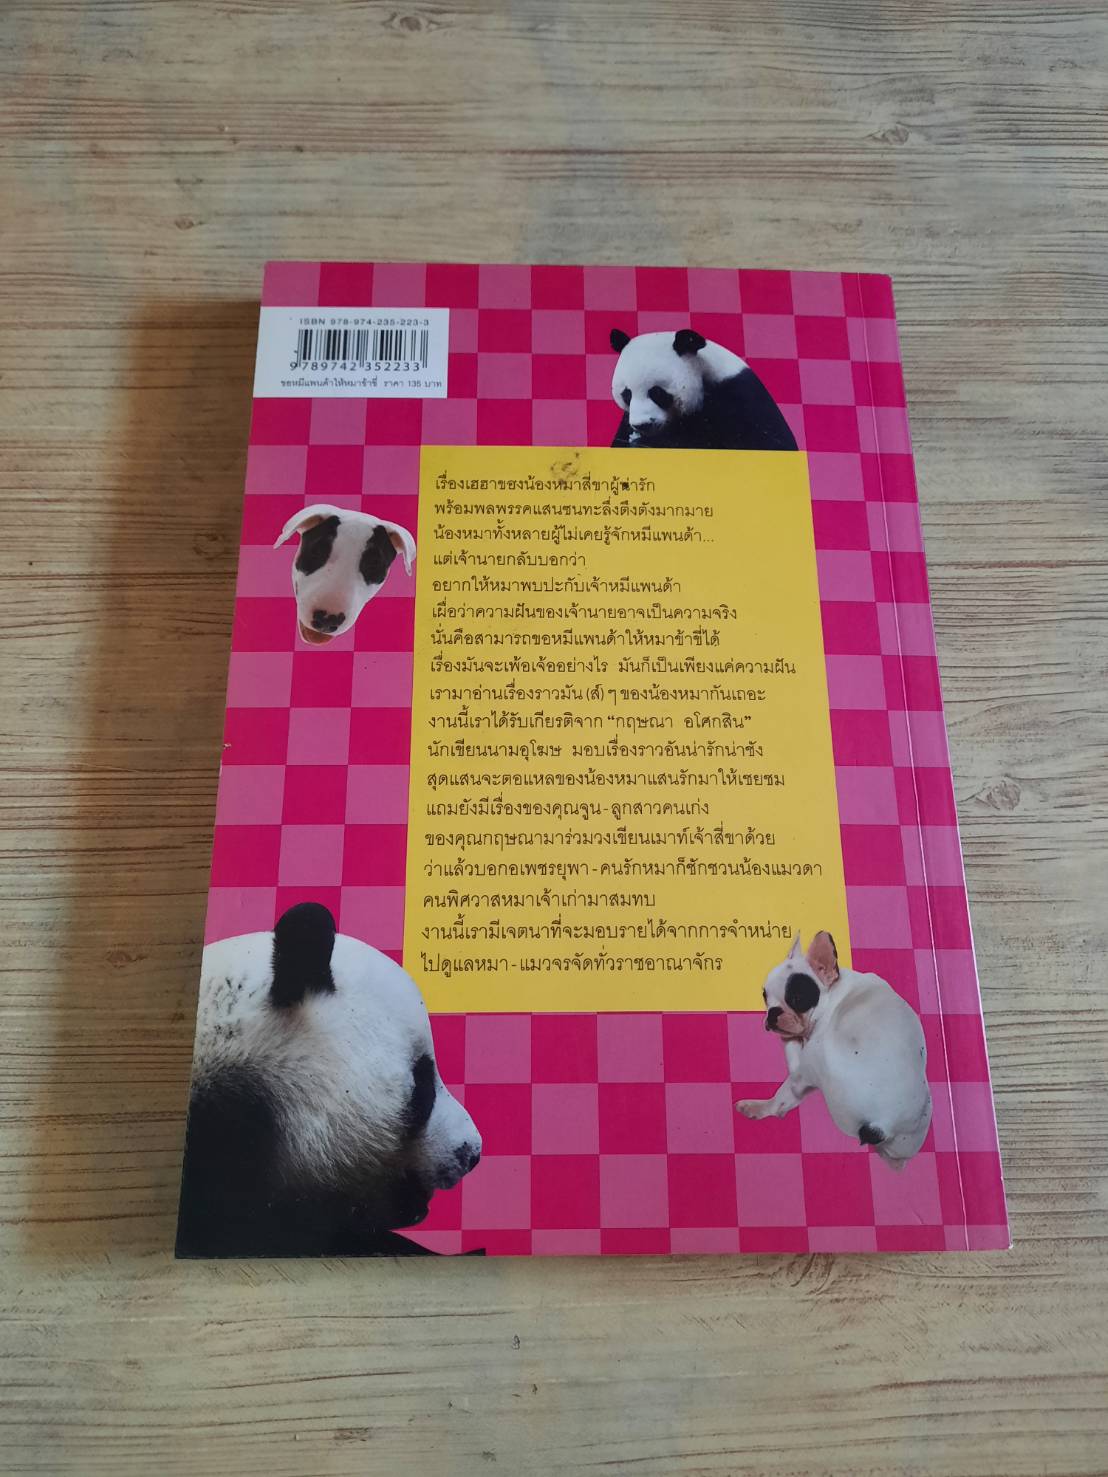 ISBN 978-974-235-223-3
9789742352233
ขอหมีแพนด้าให้หมาข้าขี่ ราคา 135 บาท
เรื่องเฮฮาของน้องหมาสี่ขาผู้น่ารัก
พร้อมพลพรรคแสนซนทะลึ่งตึงตังมากมาย
น้องหมาทั้งหลายผู้ไม่เคยรู้จักหมีแพนด้า...
แต่เจ้านายกลับบอกว่า
อยากให้หมาพบปะกับเจ้าหมีแพนด้า
เผื่อว่าความฝันของเจ้านายอาจเป็นความจริง
นั่นคือสามารถขอหมีแพนด้าให้หมาข้าขี่ได้
เรื่องมันจะเพ้อเจ้ออย่างไร มันก็เป็นเพียงแค่ความฝัน
เรามาอ่านเรื่องราวมัน (ส์) ๆ ของน้องหมากันเถอะ
งานนี้เราได้รับเกียรติจาก “กฤษณา อโศกสิน”
นักเขียนนามอุโฆษ มอบเรื่องราวอันน่ารักน่าชัง
สุดแสนจะตอแหลของน้องหมาแสนรักมาให้เชยชม
แถมยังมีเรื่องของคุณจูน-ลูกสาวคนเก่ง
ของคุณกฤษณามาร่วมวงเขียนเมาท์เจ้าสี่ขาด้วย
ว่าแล้วบอกอเพชรยุพา-คนรักหมาก็ชักชวนน้องแมวดา
คนพิศวาสหมาเจ้าเก่ามาสมทบ
งานนี้เรามีเจตนาที่จะมอบรายได้จากการจำหน่าย
ไปดูแลหมา-แมวจรจัดทั่วราชอาณาจักร